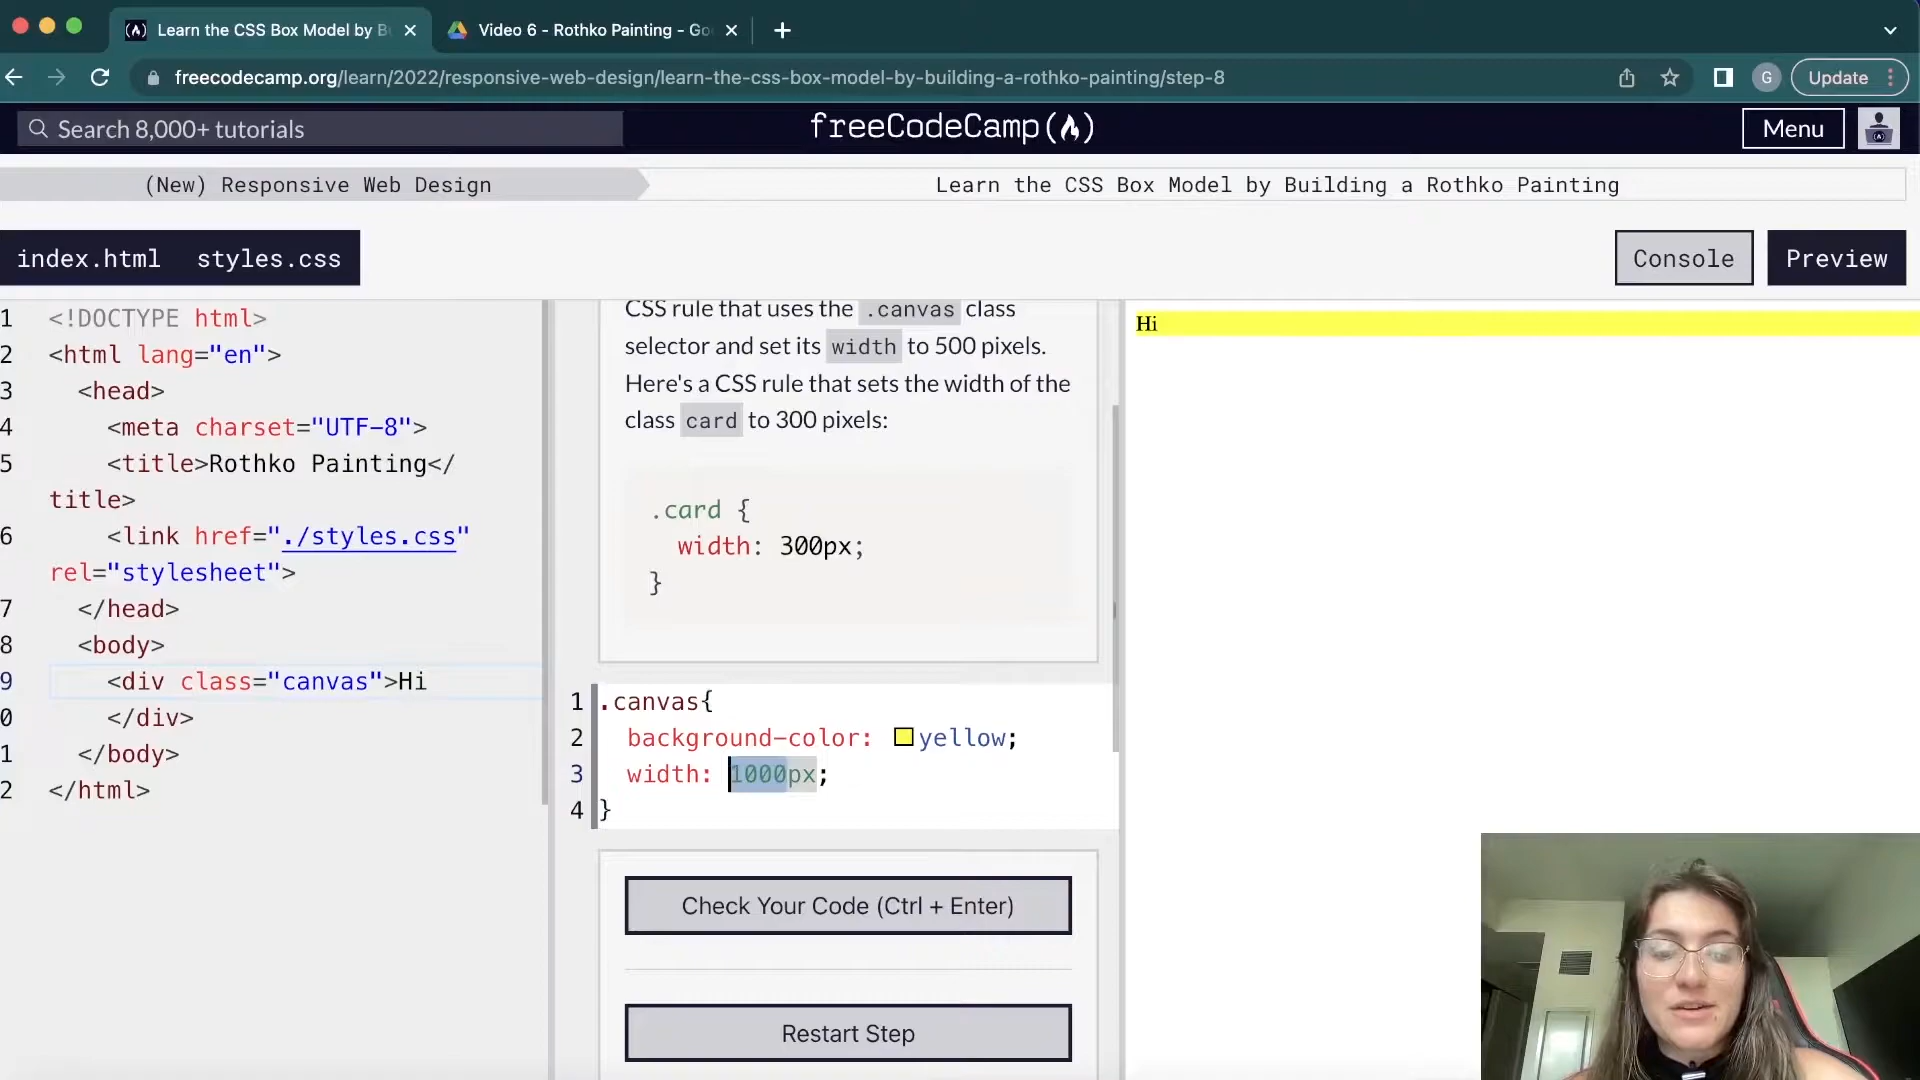 Learn the CSS Box Model by B
Video 6 - Rothko Painting - Go
freecodecamp.org/learn/2022/responsive-web-design/learn-the-css-box-model-by-building-a-rothko-painting/step-8
G
Update
Search 8,000+ tutorials
freeCodeCamp(🔥)
Menu
(New) Responsive Web Design
Learn the CSS Box Model by Building a Rothko Painting
index.html styles.css
Console
Preview
1 <!DOCTYPE html>
2 <html lang="en">
3 <head>
4 <meta charset="UTF-8">
5 <title>Rothko Painting</
title>
6 <link href="./styles.css"
rel="stylesheet">
7 </head>
8 <body>
9 <div class="canvas">Hi
0 </div>
1 </body>
2 </html>
CSS rule that uses the .canvas class
selector and set its width to 500 pixels.
Here's a CSS rule that sets the width of the
class card to 300 pixels:
.card {
width: 300px;
}
1 .canvas{
2 background-color: yellow;
3 width: 1000px;
4 }
Check Your Code (Ctrl + Enter)
Restart Step
Hi